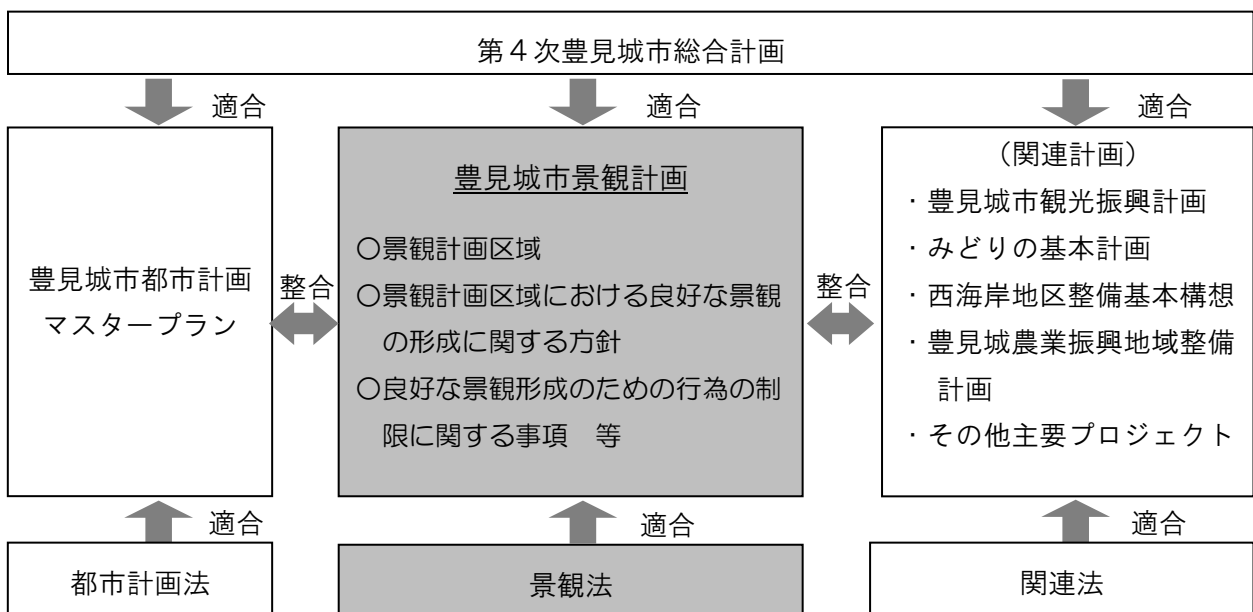 第４次豊見城市総合計画
適合
適合
適合
豊見城市都市計画
マスタープラン
整合
豊見城市景観計画
○景観計画区域
○景観計画区域における良好な景観
の形成に関する方針
○良好な景観形成のための行為の制
限に関する事項　等
整合
（関連計画）
・豊見城市観光振興計画
・みどりの基本計画
・西海岸地区整備基本構想
・豊見城農業振興地域整備
計画
・その他主要プロジェクト
適合
適合
適合
都市計画法
景観法
関連法